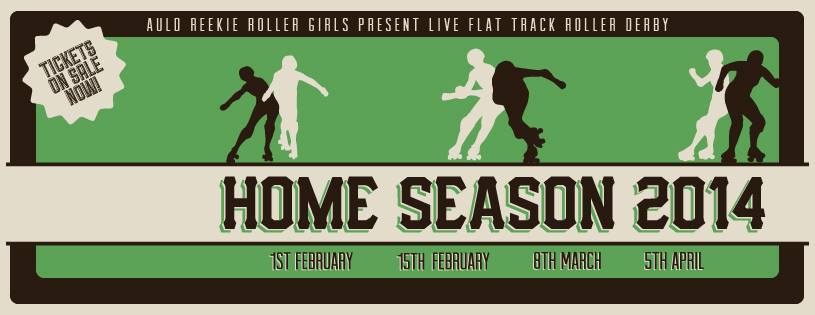 AULD REEKIE ROLLER GIRLS PRESENT LIVE FLAT TRACK ROLLER DERBY
TICKETS
ON SALE
NOW!
HOME SEASON 2014
1ST FEBRUARY 15TH FEBRUARY 8TH MARCH 5TH APRIL